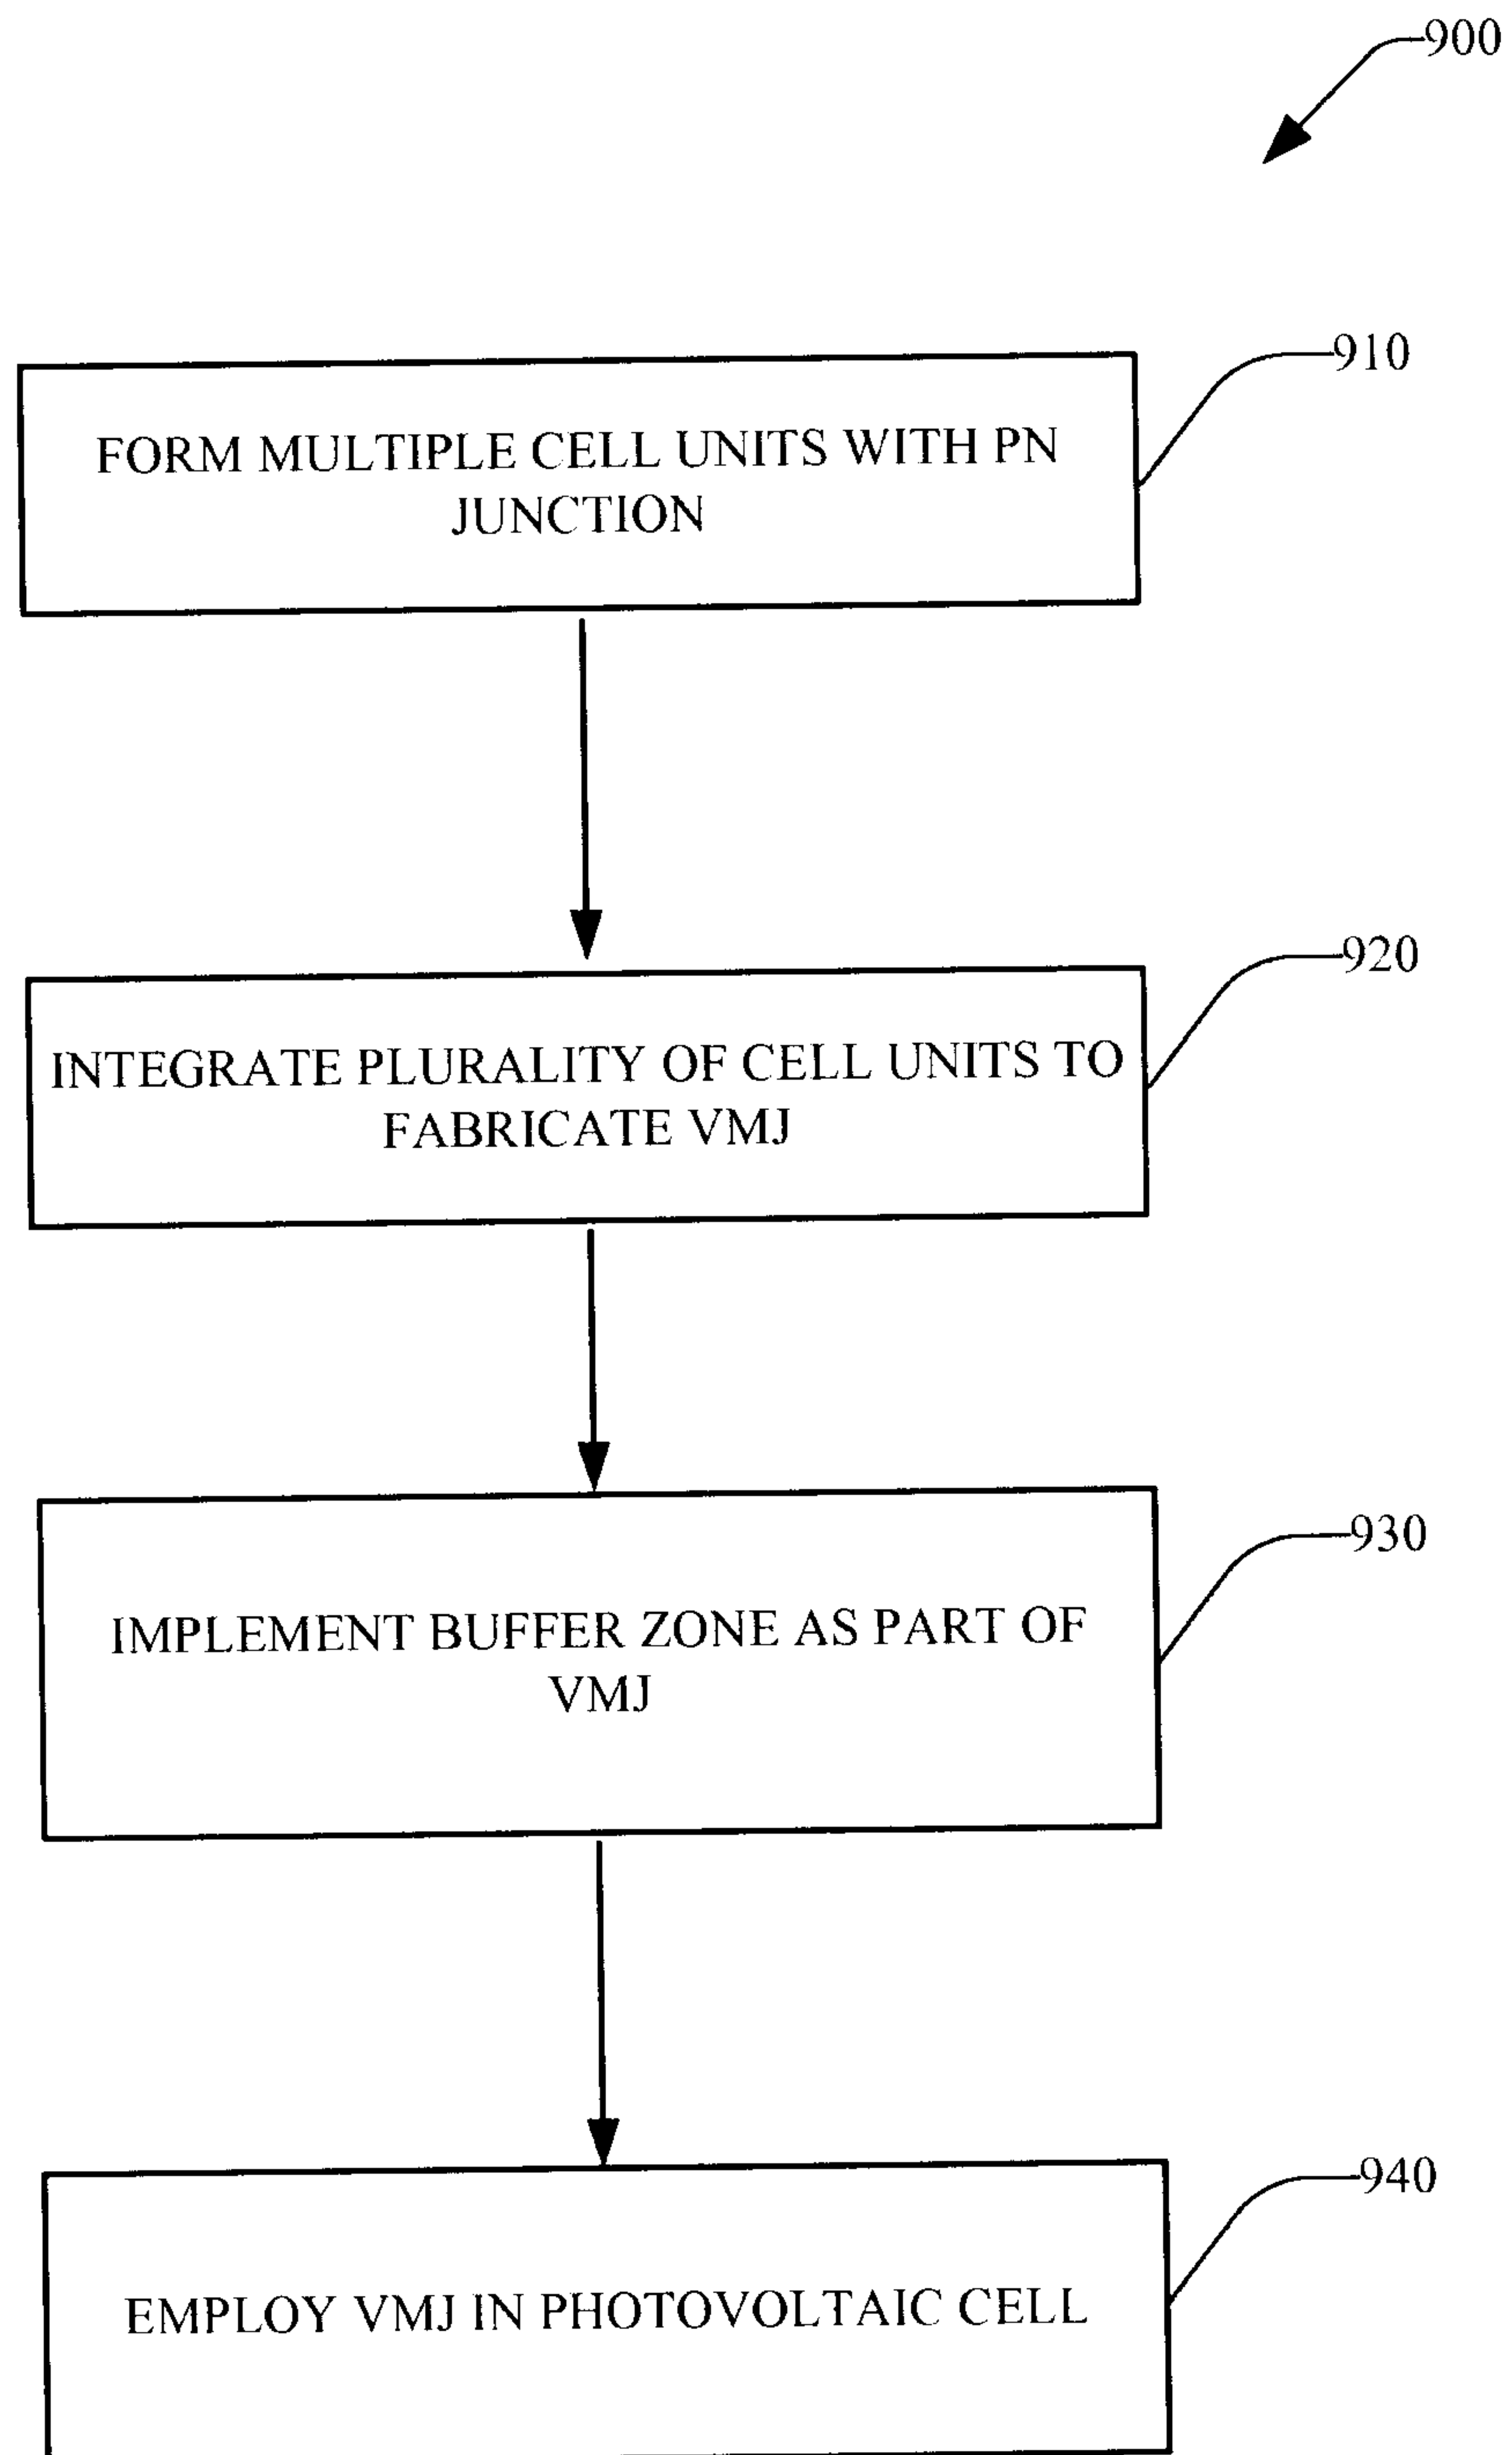 900
910
FORM MULTIPLE CELL UNITS WITH PN
JUNCTION
920
INTEGRATE PLURALITY OF CELL UNITS TO
FABRICATE VMJ
930
IMPLEMENT BUFFER ZONE AS PART OF
VMJ
940
EMPLOY VMJ IN PHOTOVOLTAIC CELL